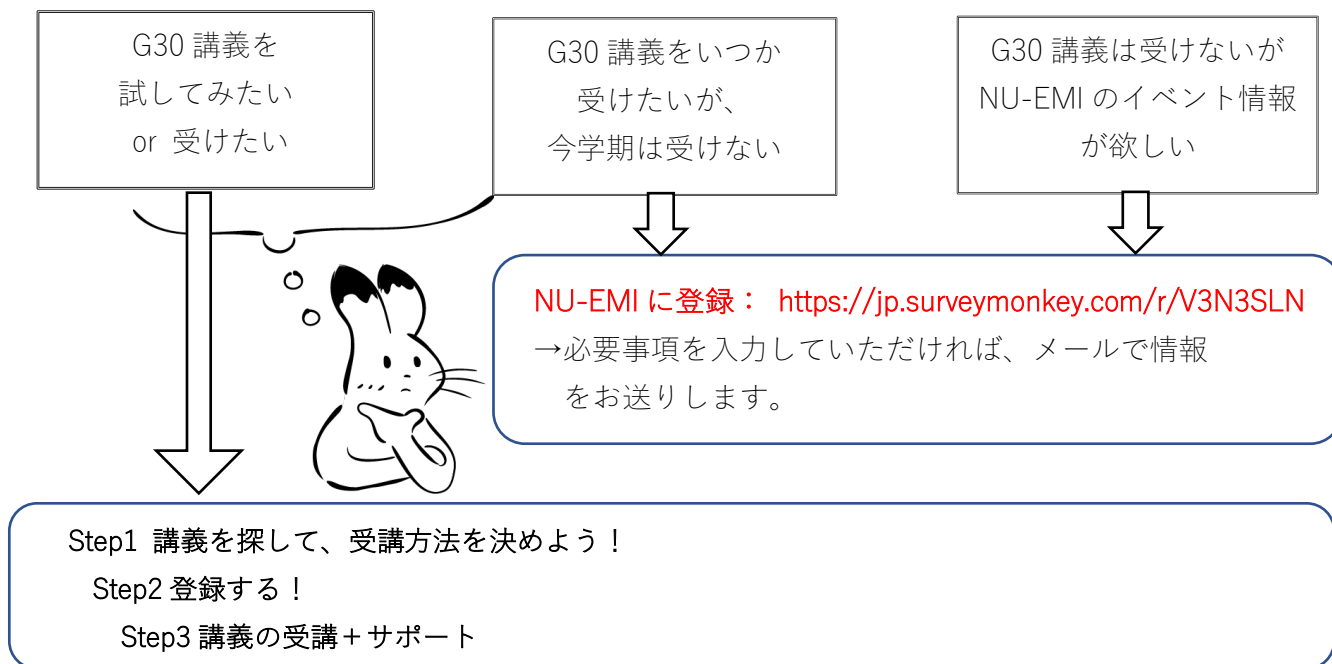 G30 講義を
試してみたい
or 受けたい
G30 講義をいつか
受けたいが、
今学期は受けない
G30 講義は受けないが
NU-EMI のイベント情報
が欲しい
NU-EMI に登録： https://jp.surveymonkey.com/r/V3N3SLN
→必要事項を入力していただければ、メールで情報
をお送りします。
Step1 講義を探して、受講方法を決めよう！
Step2 登録する！
Step3 講義の受講＋サポート